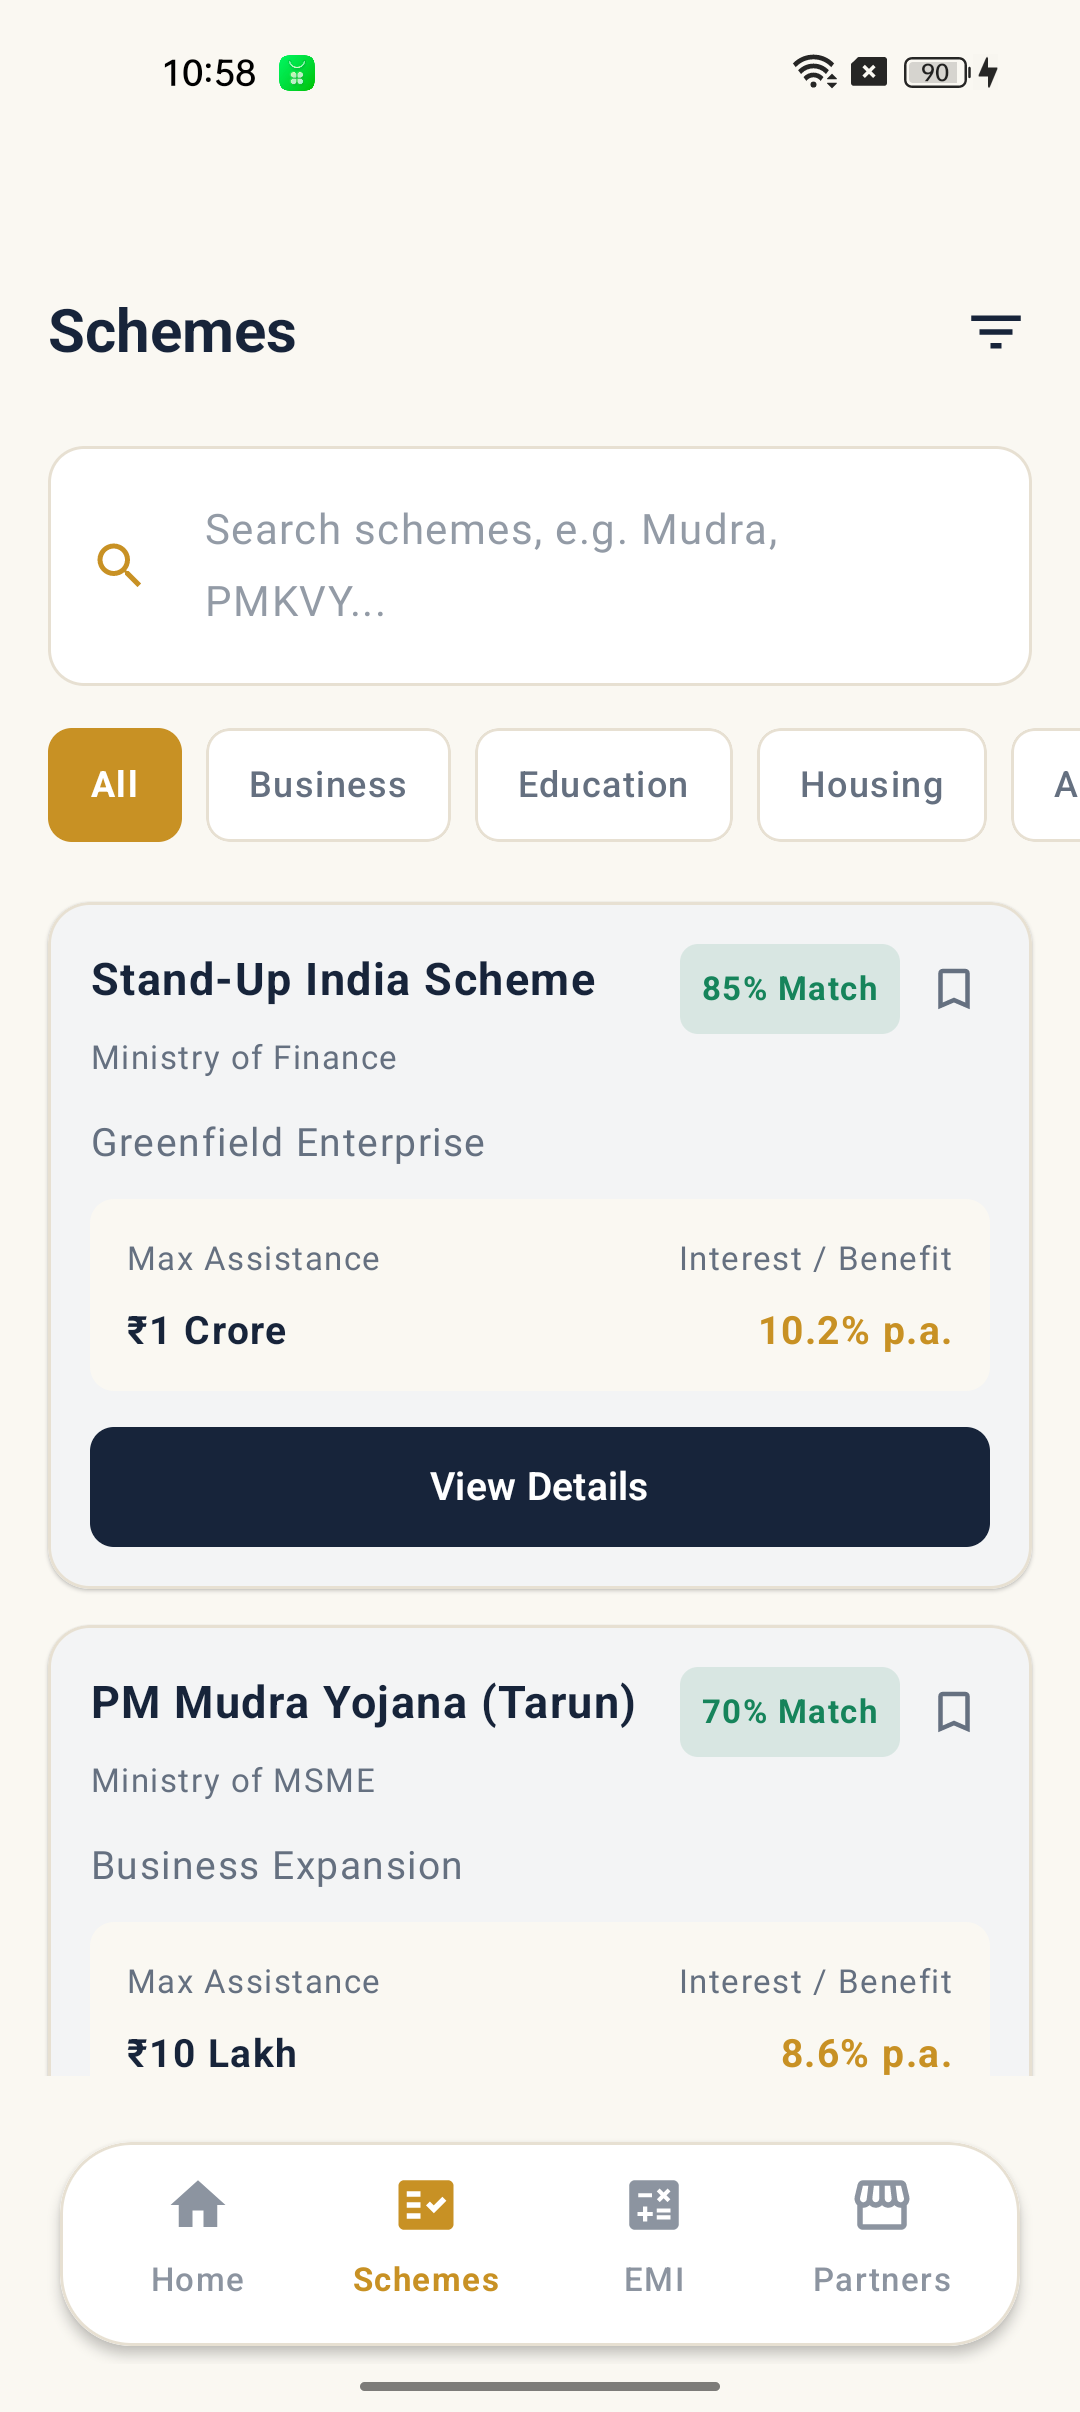 10:58
90
Schemes
Search schemes, e.g. Mudra,
PMKVY...
All
Business
Education
Housing
A
Stand-Up India Scheme
85% Match
Ministry of Finance
Greenfield Enterprise
Max Assistance
Interest / Benefit
₹1 Crore
10.2% p.a.
View Details
PM Mudra Yojana (Tarun)
70% Match
Ministry of MSME
Business Expansion
Max Assistance
Interest / Benefit
₹10 Lakh
8.6% p.a.
Home
Schemes
EMI
Partners